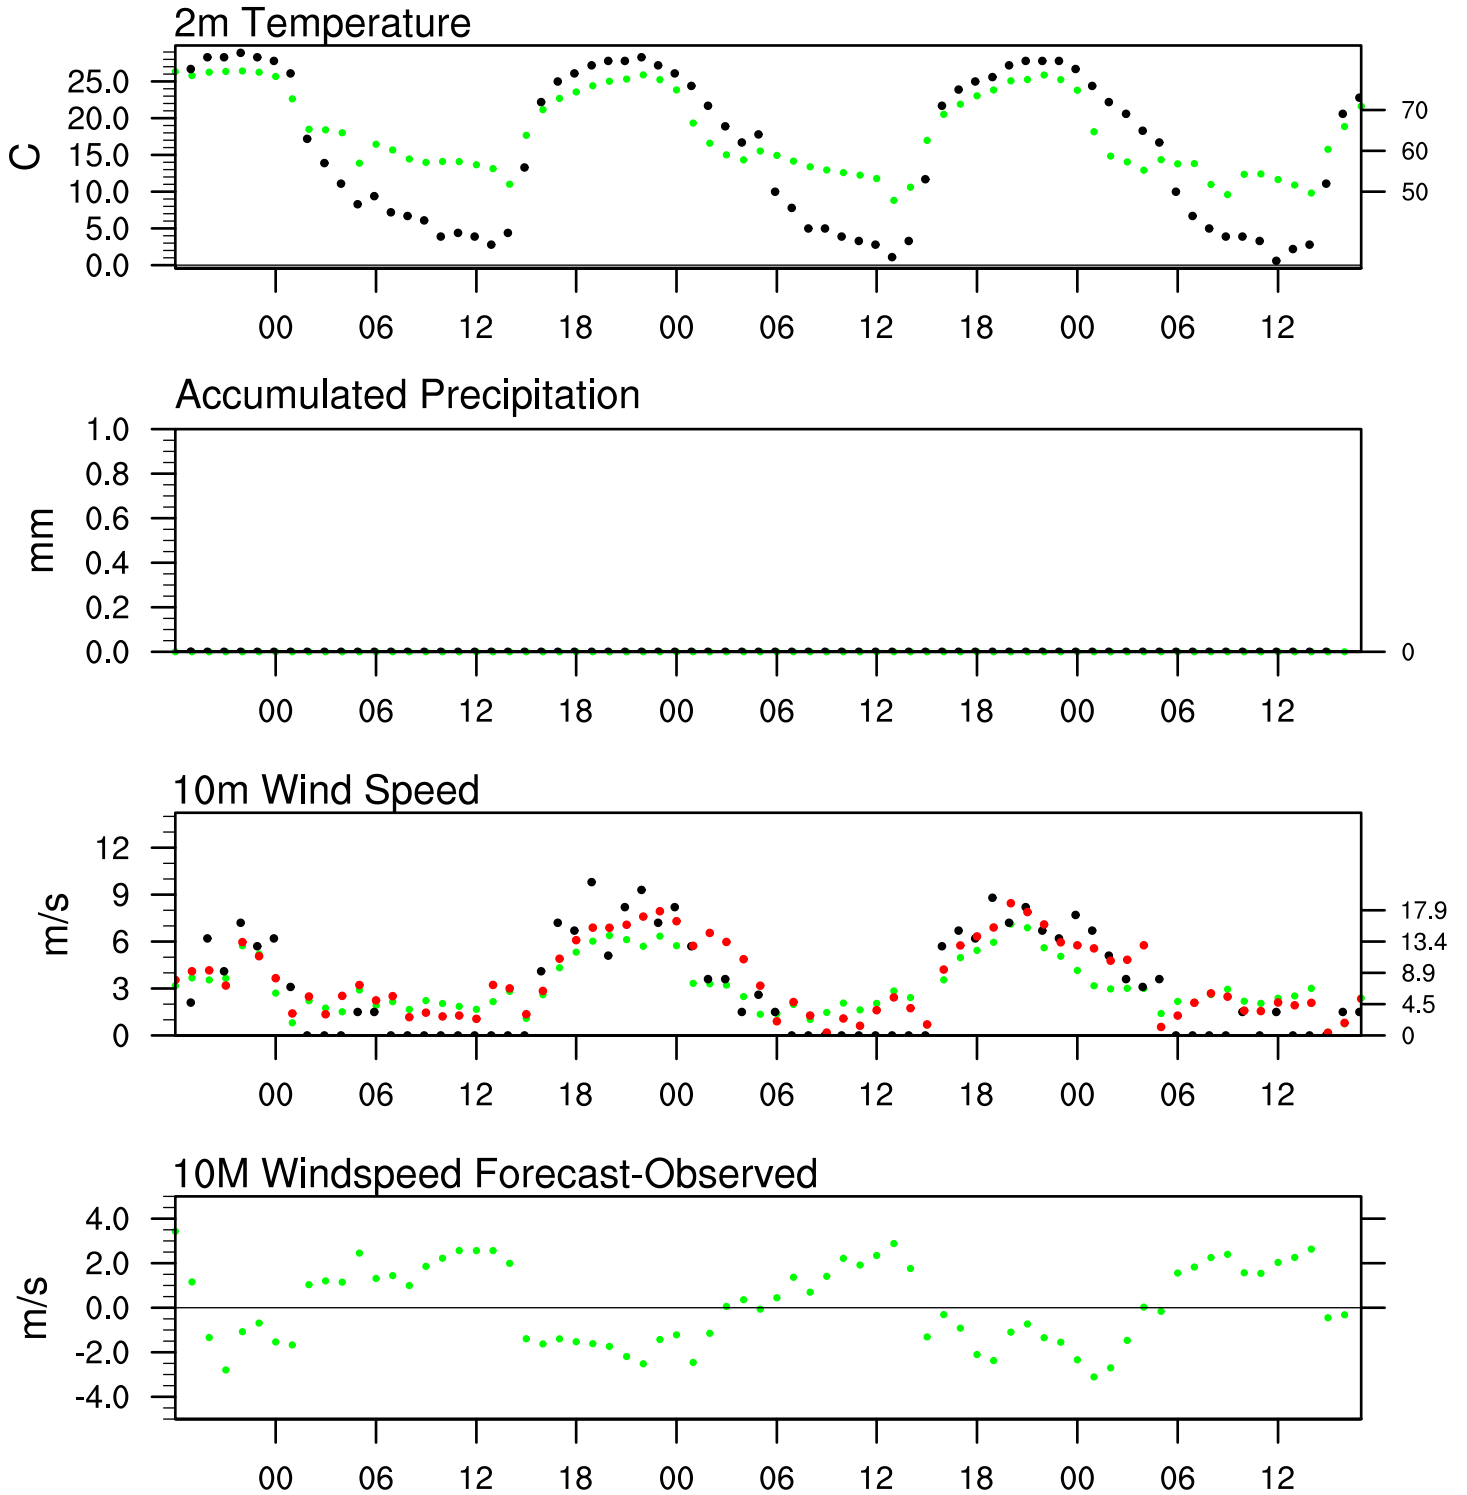 2m Temperature
25.0
20.0
15.0
10.0
5.0
0.0
C
70
60
50
00 06 12 18 00 06 12 18 00 06 12
Accumulated Precipitation
1.0
0.8
0.6
0.4
0.2
0.0
mm
0
00 06 12 18 00 06 12 18 00 06 12
10m Wind Speed
12
9
6
3
0
m/s
17.9
13.4
8.9
4.5
0
00 06 12 18 00 06 12 18 00 06 12
10M Windspeed Forecast-Observed
4.0
2.0
0.0
-2.0
-4.0
m/s
00 06 12 18 00 06 12 18 00 06 12